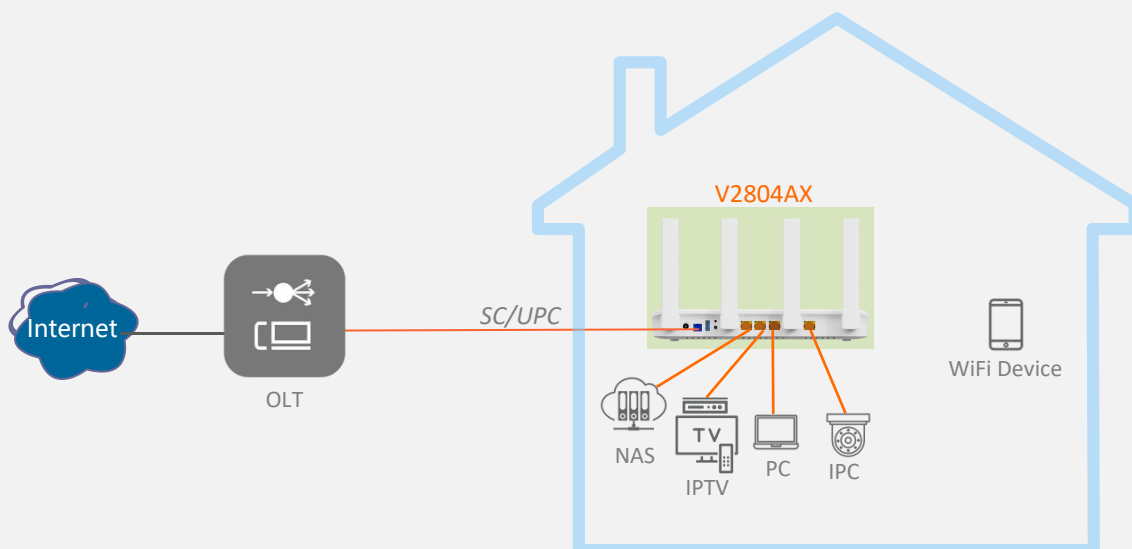 V2804AX
Internet
SC/UPC
OLT
WiFi Device
NAS
TV
IPTV
PC
IPC